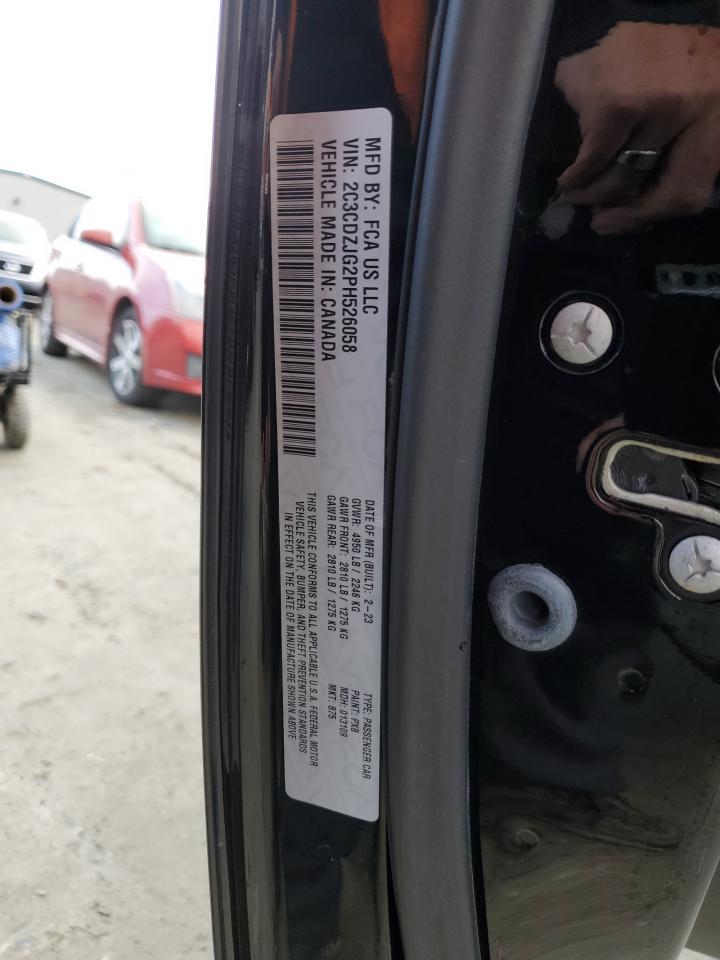 MFD BY: FCA US LLC
VIN: 2C3CDZJG2PH526058
VEHICLE MADE IN: CANADA
DATE OF MFR (BUILT): 2-23
GVWR: 4950 LB / 2246 KG
GAWR FRONT: 2810 LB / 1275 KG
GAWR REAR: 2810 LB / 1275 KG
TYPE: PASSENGER CAR
PAINT: PX8
MDH: 013109
MKT: 875
THIS VEHICLE CONFORMS TO ALL APPLICABLE U.S.A. FEDERAL MOTOR
VEHICLE SAFETY, BUMPER, AND THEFT PREVENTION STANDARDS
IN EFFECT ON THE DATE OF MANUFACTURE SHOWN ABOVE